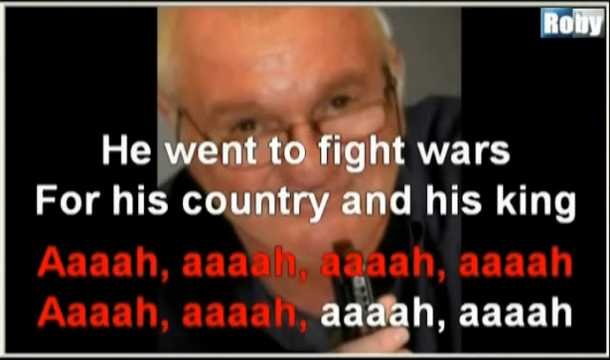 Roby
He went to fight wars
For his country and his king
Aaaah, aaaah, aaaah, aaaah
Aaaah, aaaah, aaaah, aaaah